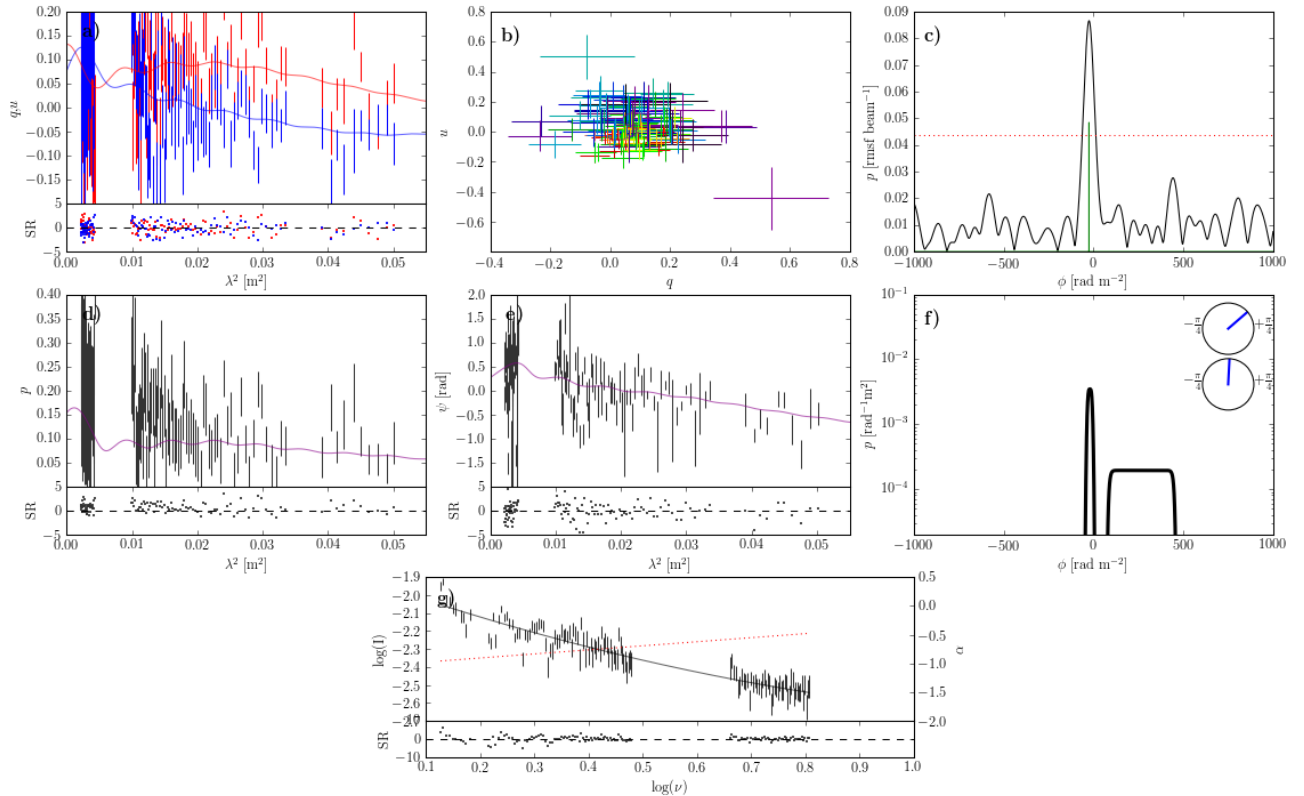 a)
0.20
0.15
0.10
0.05
0.00
−0.05
−0.10
−0.15
−0.20
q,u
5
0
−5
SR
0.00 0.01 0.02 0.03 0.04 0.05
λ² [m²]
b)
0.8
0.6
0.4
0.2
0.0
−0.2
−0.4
−0.6
u
−0.4 −0.2 0.0 0.2 0.4 0.6 0.8
q
c)
0.09
0.08
0.07
0.06
0.05
0.04
0.03
0.02
0.01
0.00
p [rmsf beam⁻¹]
−1000 −500 0 500 1000
ϕ [rad m⁻²]
d)
0.40
0.35
0.30
0.25
0.20
0.15
0.10
0.05
p
5
0
−5
SR
0.00 0.01 0.02 0.03 0.04 0.05
λ² [m²]
e)
2.0
1.5
1.0
0.5
0.0
−0.5
−1.0
−1.5
ψ [rad]
5
0
−5
SR
0.00 0.01 0.02 0.03 0.04 0.05
λ² [m²]
f)
10⁻¹
10⁻²
10⁻³
10⁻⁴
p [rad⁻¹m²]
−π/4 +π/4
−π/4 +π/4
−1000 −500 0 500 1000
ϕ [rad m⁻²]
g)
−1.9
−2.0
−2.1
−2.2
−2.3
−2.4
−2.5
−2.6
−2.7
log(I)
0.5
0.0
−0.5
−1.0
−1.5
−2.0
α
10
0
−10
SR
0.1 0.2 0.3 0.4 0.5 0.6 0.7 0.8 0.9 1.0
log(ν)